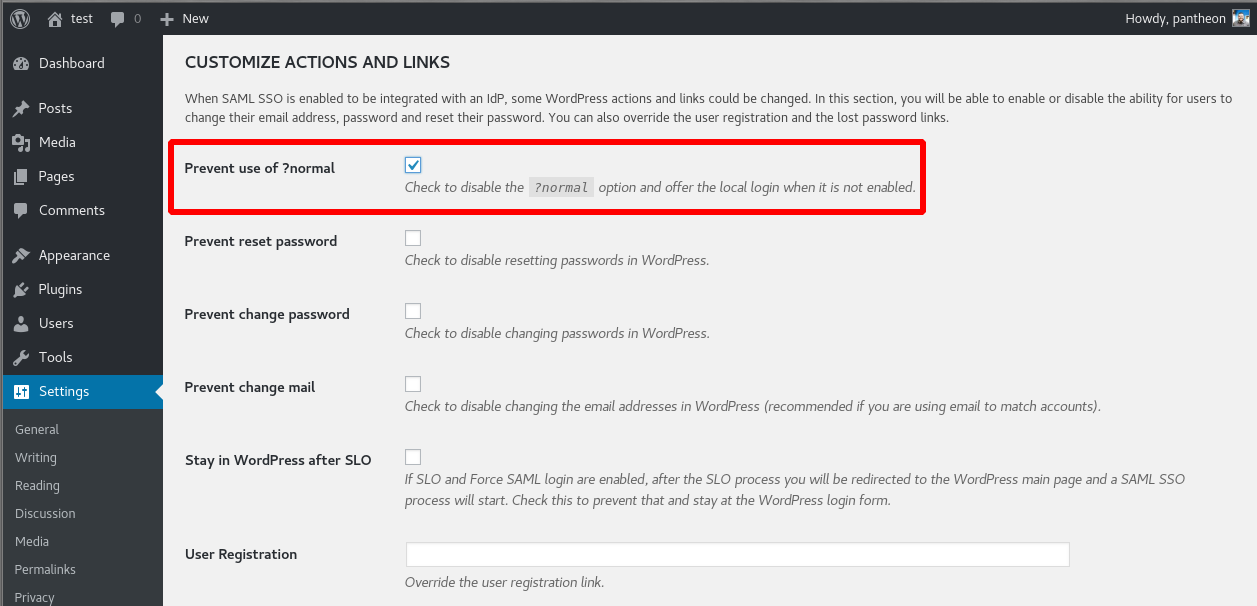 test 0 New Howdy, pantheon
Dashboard
Posts
Media
Pages
Comments
Appearance
Plugins
Users
Tools
Settings
General
Writing
Reading
Discussion
Media
Permalinks
Privacy
CUSTOMIZE ACTIONS AND LINKS
When SAML SSO is enabled to be integrated with an IdP, some WordPress actions and links could be changed. In this section, you will be able to enable or disable the ability for users to
change their email address, password and reset their password. You can also override the user registration and the lost password links.
Prevent use of ?normal
Check to disable the ?normal option and offer the local login when it is not enabled.
Prevent reset password
Check to disable resetting passwords in WordPress.
Prevent change password
Check to disable changing passwords in WordPress.
Prevent change mail
Check to disable changing the email addresses in WordPress (recommended if you are using email to match accounts).
Stay in WordPress after SLO
If SLO and Force SAML login are enabled, after the SLO process you will be redirected to the WordPress main page and a SAML SSO
process will start. Check this to prevent that and stay at the WordPress login form.
User Registration
Override the user registration link.